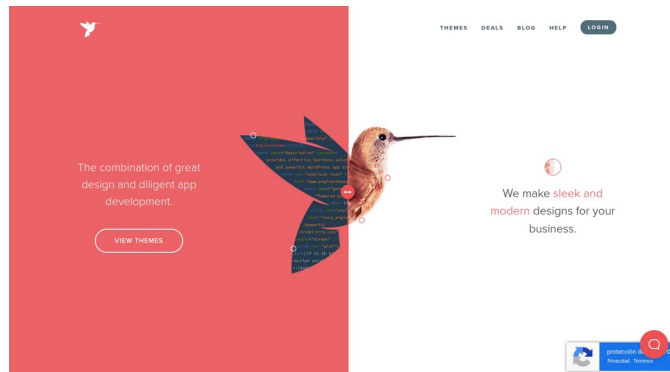 THEMES DEALS BLOG HELP LOGIN
The combination of great
design and diligent app
development.
VIEW THEMES
We make sleek and
modern designs for your
business.
protección d
Privacidad - Términos